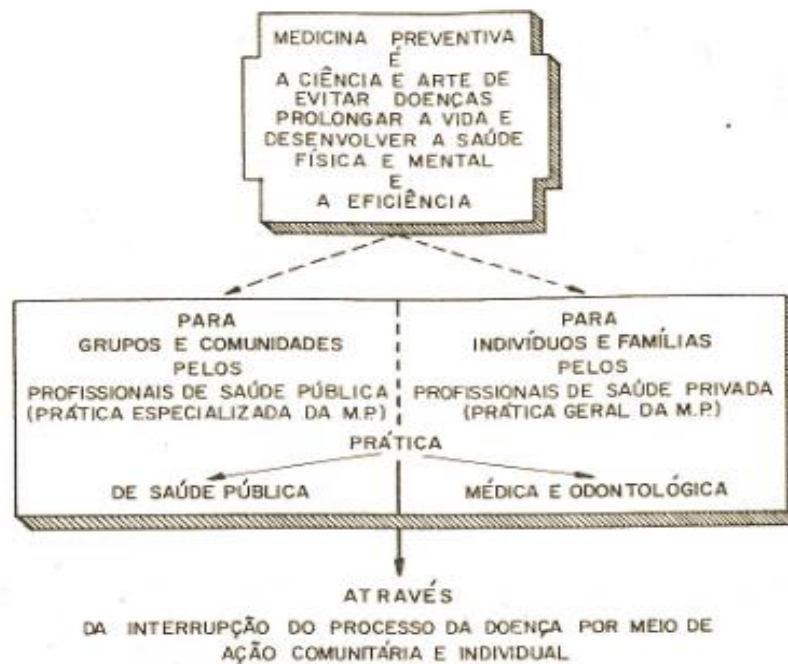 MEDICINA PREVENTIVA
É
A CIÊNCIA E ARTE DE
EVITAR DOENÇAS
PROLONGAR A VIDA E
DESENVOLVER A SAÚDE
FÍSICA E MENTAL
E
A EFICIÊNCIA
PARA
GRUPOS E COMUNIDADES
PELOS
PROFISSIONAIS DE SAÚDE PÚBLICA
(PRÁTICA ESPECIALIZADA DA M.P.)
PARA
INDIVÍDUOS E FAMÍLIAS
PELOS
PROFISSIONAIS DE SAÚDE PRIVADA
(PRÁTICA GERAL DA M.P.)
PRÁTICA
DE SAÚDE PÚBLICA
MÉDICA E ODONTOLÓGICA
ATRAVÉS
DA INTERRUPÇÃO DO PROCESSO DA DOENÇA POR MEIO DE
AÇÃO COMUNITÁRIA E INDIVIDUAL